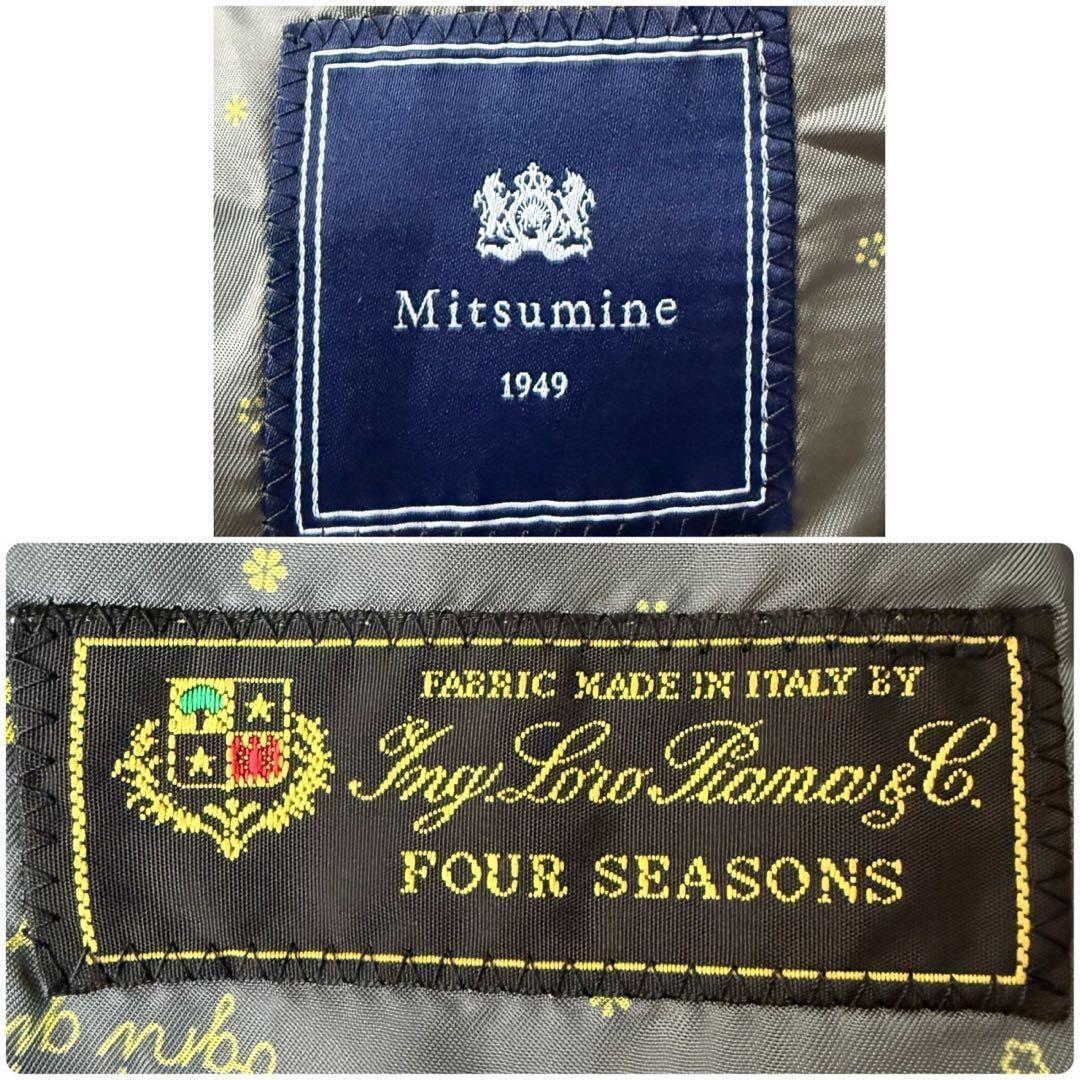 Mitsumine
1949
FABRIC MADE IN ITALY BY
Ing. Loro Piana & C.
FOUR SEASONS